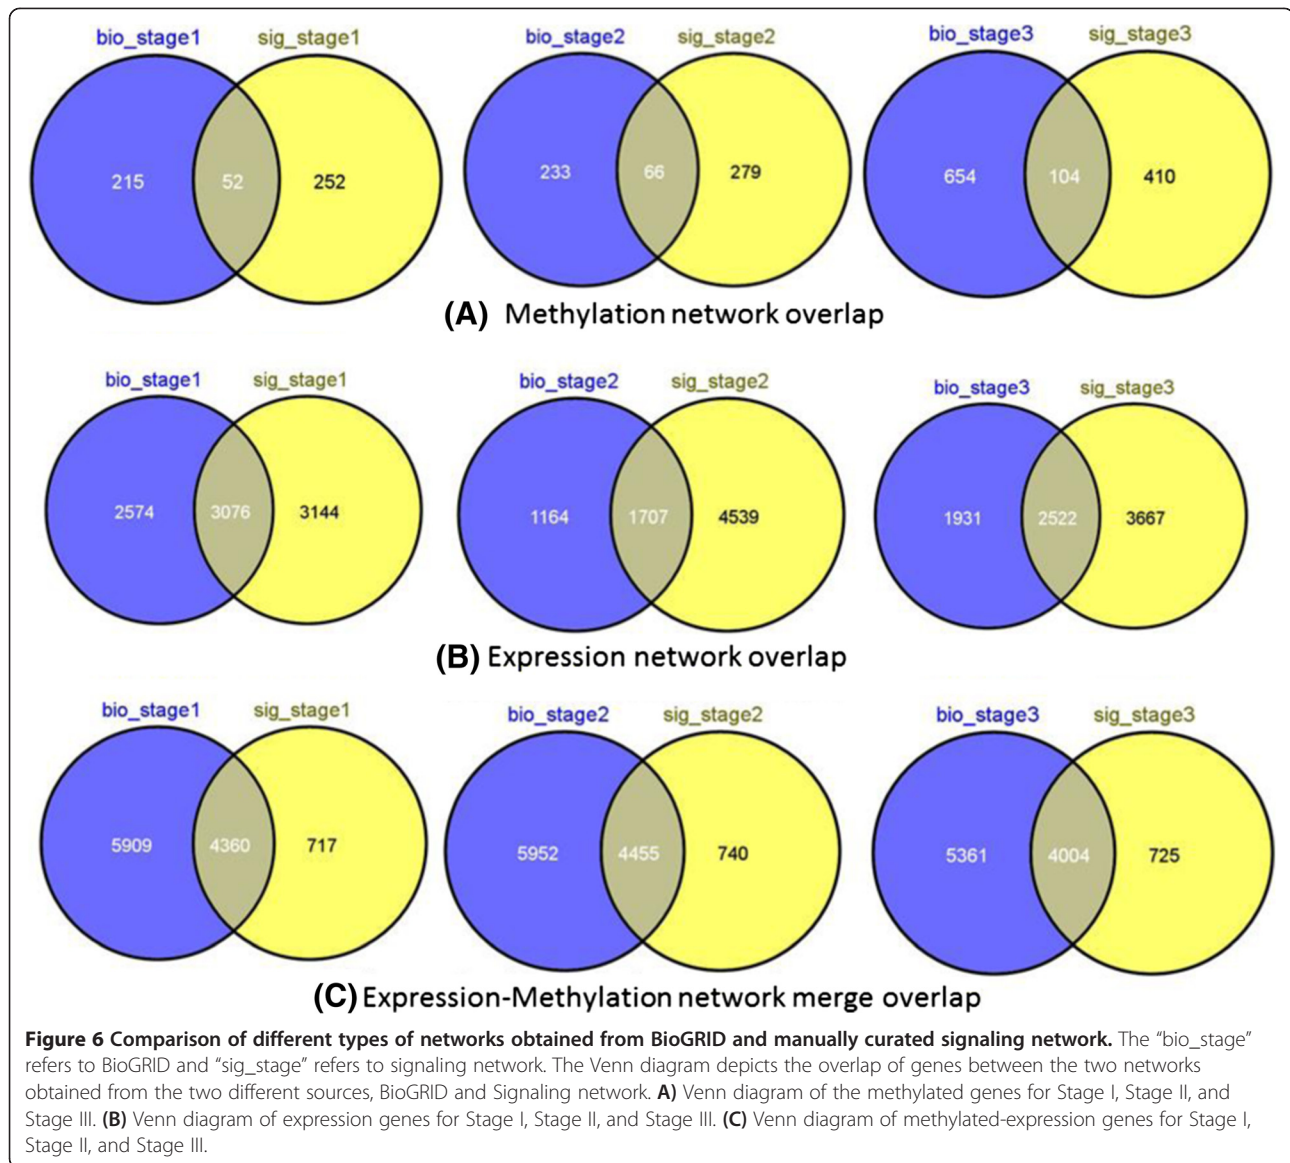 bio_stage1 sig_stage1 bio_stage2 sig_stage2 bio_stage3 sig_stage3
215 52 252 233 66 279 654 104 410
(A) Methylation network overlap
bio_stage1 sig_stage1 bio_stage2 sig_stage2 bio_stage3 sig_stage3
2574 3076 3144 1164 1707 4539 1931 2522 3667
(B) Expression network overlap
bio_stage1 sig_stage1 bio_stage2 sig_stage2 bio_stage3 sig_stage3
5909 4360 717 5952 4455 740 5361 4004 725
(C) Expression-Methylation network merge overlap
Figure 6 Comparison of different types of networks obtained from BioGRID and manually curated signaling network. The “bio_stage”
refers to BioGRID and “sig_stage” refers to signaling network. The Venn diagram depicts the overlap of genes between the two networks
obtained from the two different sources, BioGRID and Signaling network. A) Venn diagram of the methylated genes for Stage I, Stage II, and
Stage III. (B) Venn diagram of expression genes for Stage I, Stage II, and Stage III. (C) Venn diagram of methylated-expression genes for Stage I,
Stage II, and Stage III.